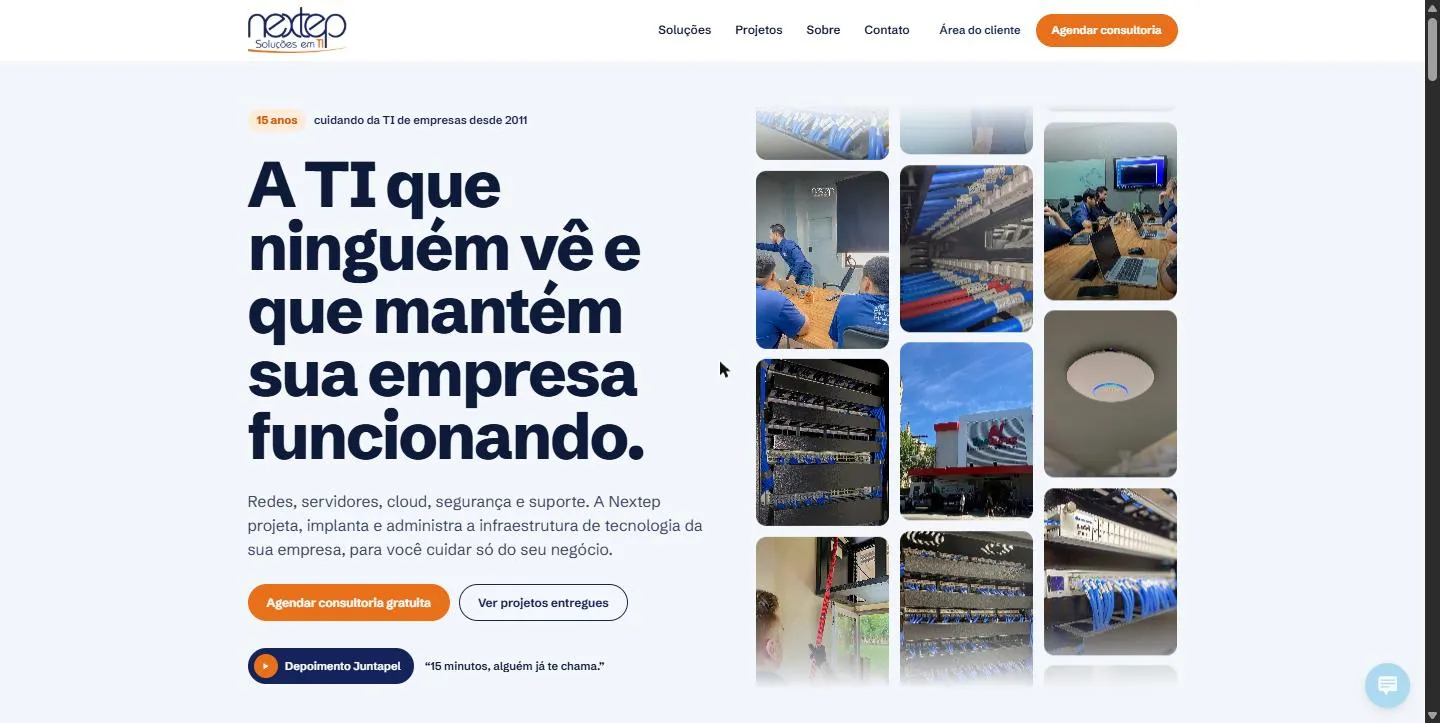 nextep
Soluções em TI
Soluções
Projetos
Sobre
Contato
Área do cliente
Agendar consultoria
15 anos
cuidando da TI de empresas desde 2011
A TI que
ninguém vê e
que mantém
sua empresa
funcionando.
Redes, servidores, cloud, segurança e suporte. A Nextep
projeta, implanta e administra a infraestrutura de tecnologia da
sua empresa, para você cuidar só do seu negócio.
Agendar consultoria gratuita
Ver projetos entregues
Depoimento Juntapel
“15 minutos, alguém já te chama.”
nextep